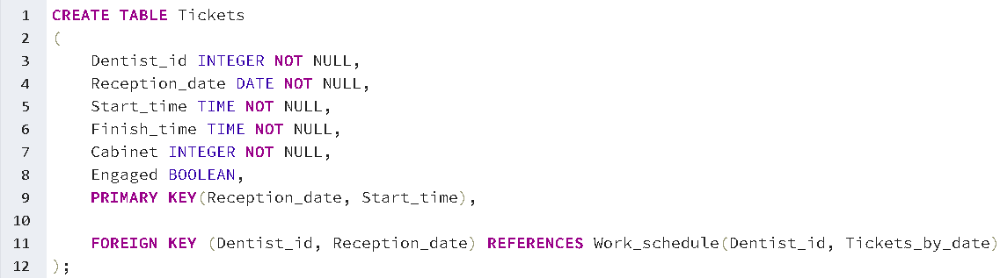 1 CREATE TABLE Tickets
2 (
3 Dentist_id INTEGER NOT NULL,
4 Reception_date DATE NOT NULL,
5 Start_time TIME NOT NULL,
6 Finish_time TIME NOT NULL,
7 Cabinet INTEGER NOT NULL,
8 Engaged BOOLEAN,
9 PRIMARY KEY(Reception_date, Start_time),
10
11 FOREIGN KEY (Dentist_id, Reception_date) REFERENCES Work_schedule(Dentist_id, Tickets_by_date)
12 );